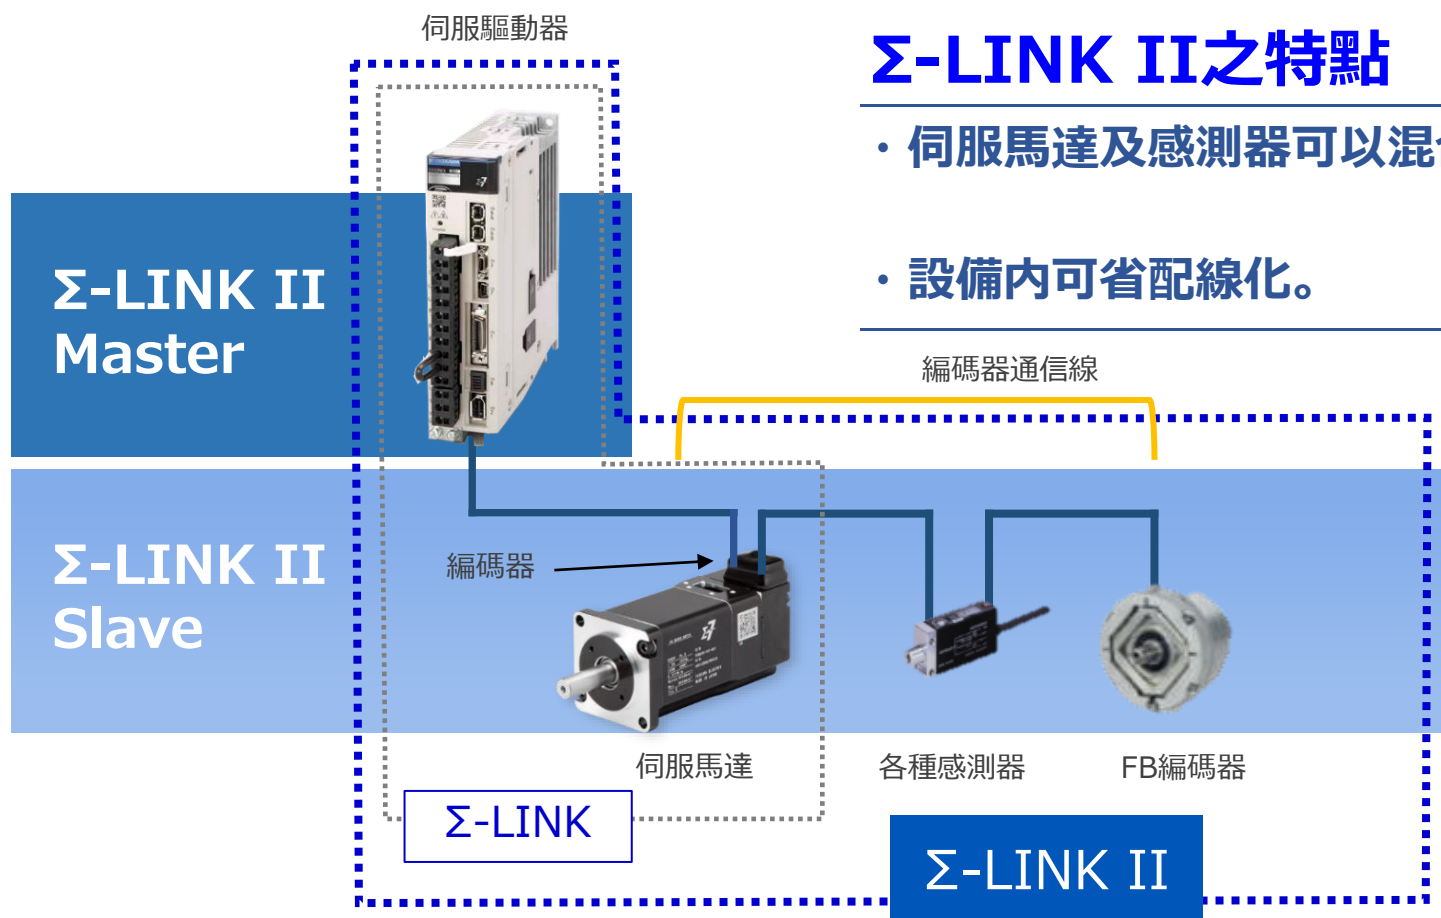 伺服驅動器
Σ-LINK II之特點
・伺服馬達及感測器可以混
・設備内可省配線化。
Σ-LINK II
Master
編碼器通信線
Σ-LINK II
Slave
編碼器
伺服馬達
各種感測器
FB編碼器
Σ-LINK
Σ-LINK II